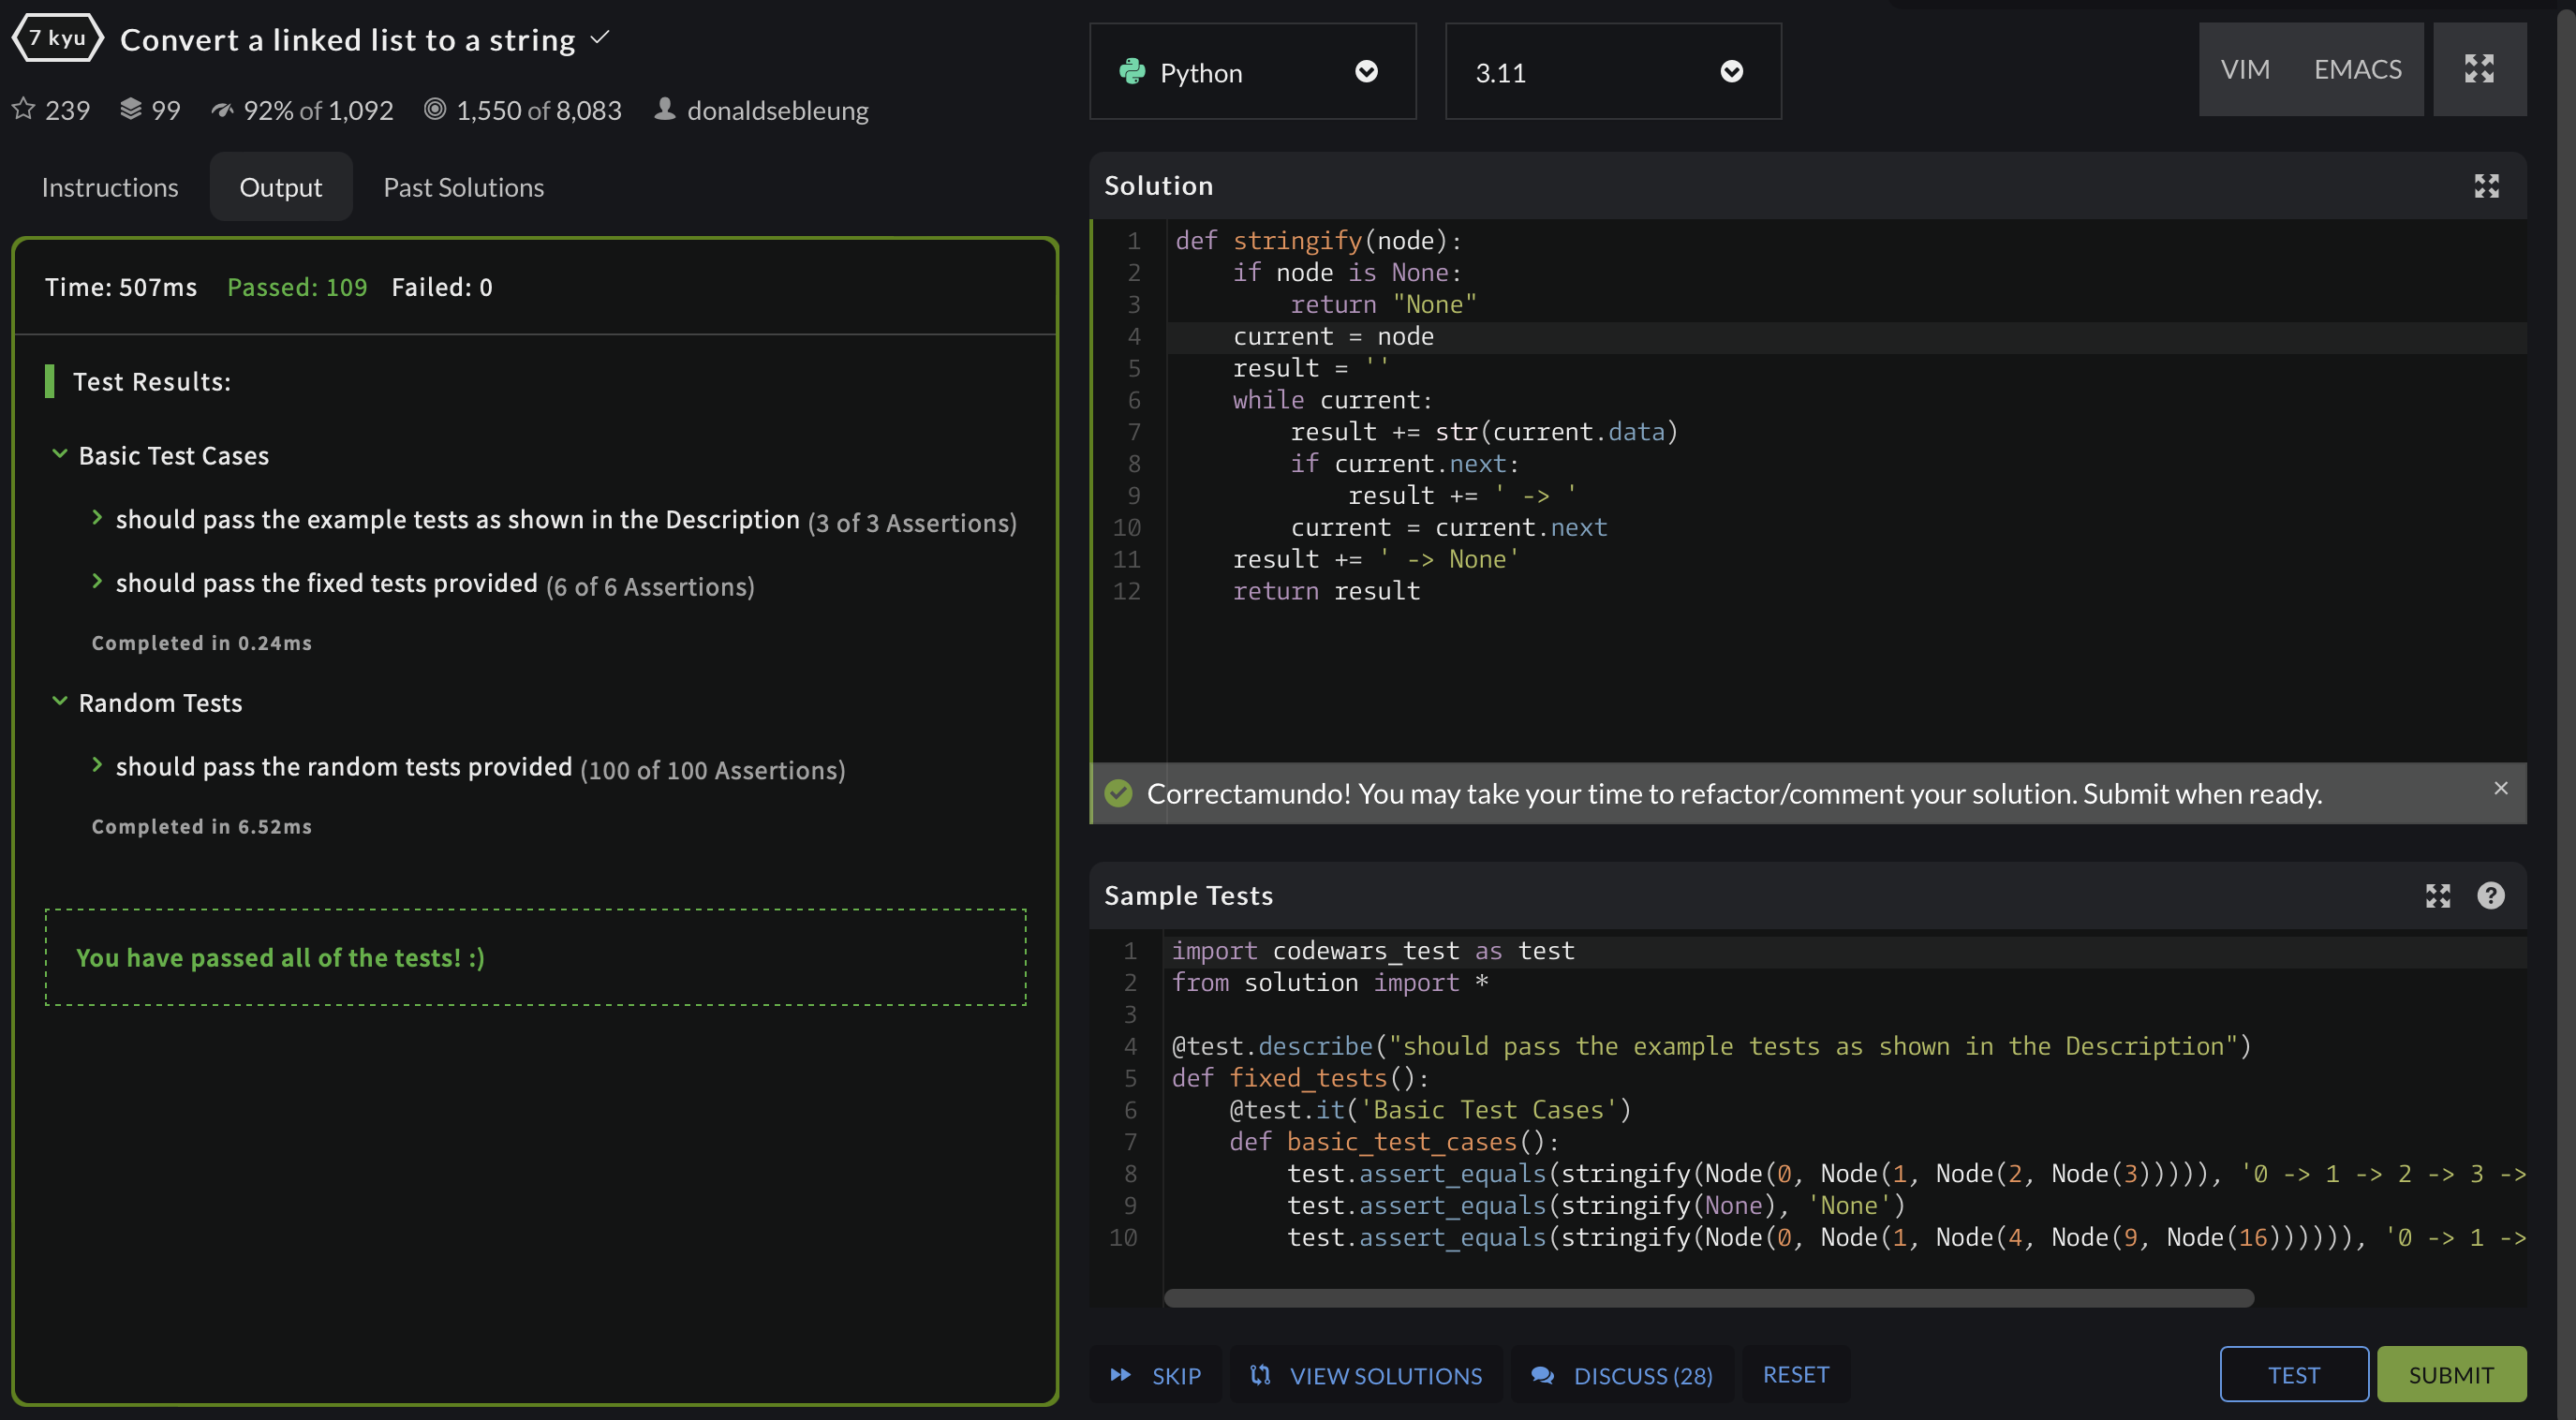 7 kyu Convert a linked list to a string
239 99 92% of 1,092 1,550 of 8,083 donaldsebleung
Instructions Output Past Solutions
Time: 507ms Passed: 109 Failed: 0
Test Results:
Basic Test Cases
should pass the example tests as shown in the Description (3 of 3 Assertions)
should pass the fixed tests provided (6 of 6 Assertions)
Completed in 0.24ms
Random Tests
should pass the random tests provided (100 of 100 Assertions)
Completed in 6.52ms
You have passed all of the tests! :)
Python 3.11 VIM EMACS
Solution
1 def stringify(node):
2     if node is None:
3         return "None"
4     current = node
5     result = ''
6     while current:
7         result += str(current.data)
8         if current.next:
9             result += ' -> '
10         current = current.next
11     result += ' -> None'
12     return result
Correctamundo! You may take your time to refactor/comment your solution. Submit when ready.
Sample Tests
1 import codewars_test as test
2 from solution import *
3
4 @test.describe("should pass the example tests as shown in the Description")
5 def fixed_tests():
6     @test.it('Basic Test Cases')
7     def basic_test_cases():
8         test.assert_equals(stringify(Node(0, Node(1, Node(2, Node(3))))), '0 -> 1 -> 2 -> 3 ->
9         test.assert_equals(stringify(None), 'None')
10         test.assert_equals(stringify(Node(0, Node(1, Node(4, Node(9, Node(16)))))), '0 -> 1 ->
SKIP VIEW SOLUTIONS DISCUSS (28) RESET TEST SUBMIT